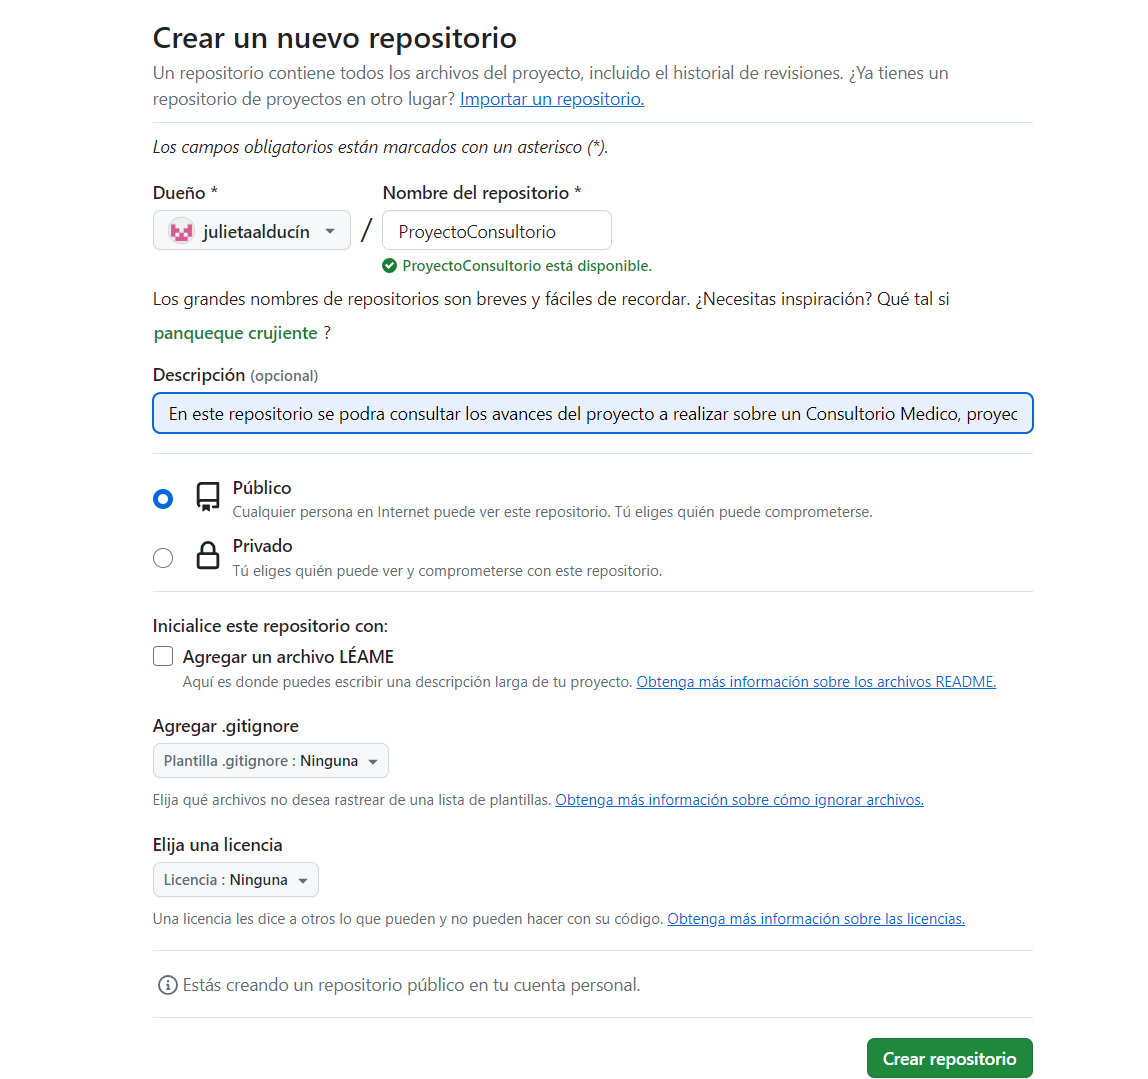 Crear un nuevo repositorio
Un repositorio contiene todos los archivos del proyecto, incluido el historial de revisiones. ¿Ya tienes un
repositorio de proyectos en otro lugar? Importar un repositorio.
Los campos obligatorios están marcados con un asterisco (*).
Dueño *
Nombre del repositorio *
julietaalducín
/
ProyectoConsultorio
ProyectoConsultorio está disponible.
Los grandes nombres de repositorios son breves y fáciles de recordar. ¿Necesitas inspiración? Qué tal si
panqueque crujiente ?
Descripción (opcional)
En este repositorio se podra consultar los avances del proyecto a realizar sobre un Consultorio Medico, proyec
Público
Cualquier persona en Internet puede ver este repositorio. Tú eliges quién puede comprometerse.
Privado
Tú eliges quién puede ver y comprometerse con este repositorio.
Inicialice este repositorio con:
Agregar un archivo LÉAME
Aquí es donde puedes escribir una descripción larga de tu proyecto. Obtenga más información sobre los archivos README.
Agregar .gitignore
Plantilla .gitignore : Ninguna
Elija qué archivos no desea rastrear de una lista de plantillas. Obtenga más información sobre cómo ignorar archivos.
Elija una licencia
Licencia : Ninguna
Una licencia les dice a otros lo que pueden y no pueden hacer con su código. Obtenga más información sobre las licencias.
Estás creando un repositorio público en tu cuenta personal.
Crear repositorio